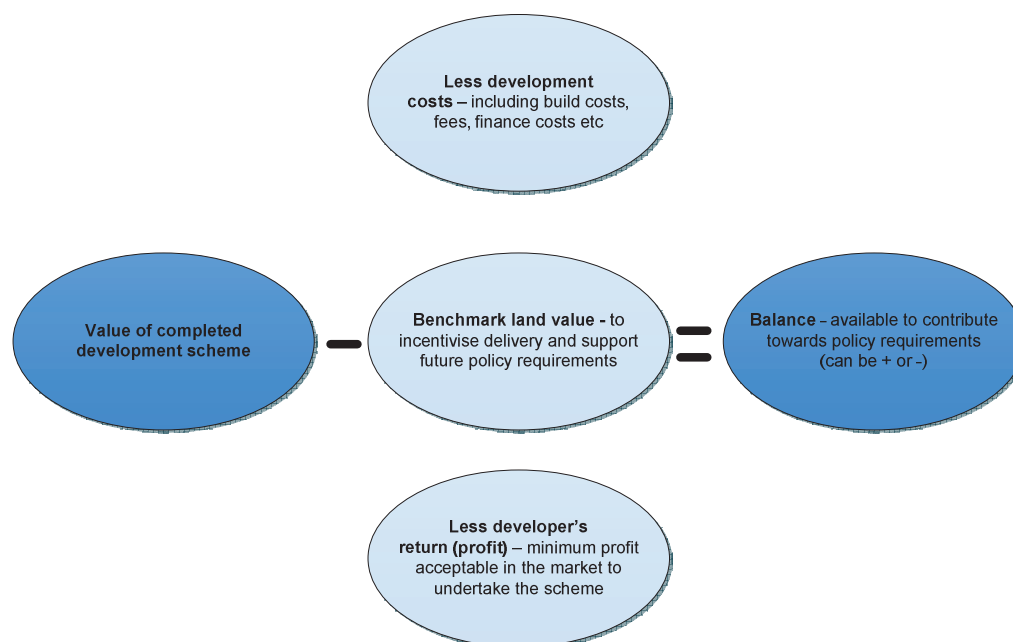 Less development
costs – including build costs,
fees, finance costs etc
Value of completed
development scheme
Benchmark land value - to
incentivise delivery and support
future policy requirements
Balance – available to contribute
towards policy requirements
(can be + or -)
Less developer's
return (profit) – minimum profit
acceptable in the market to
undertake the scheme